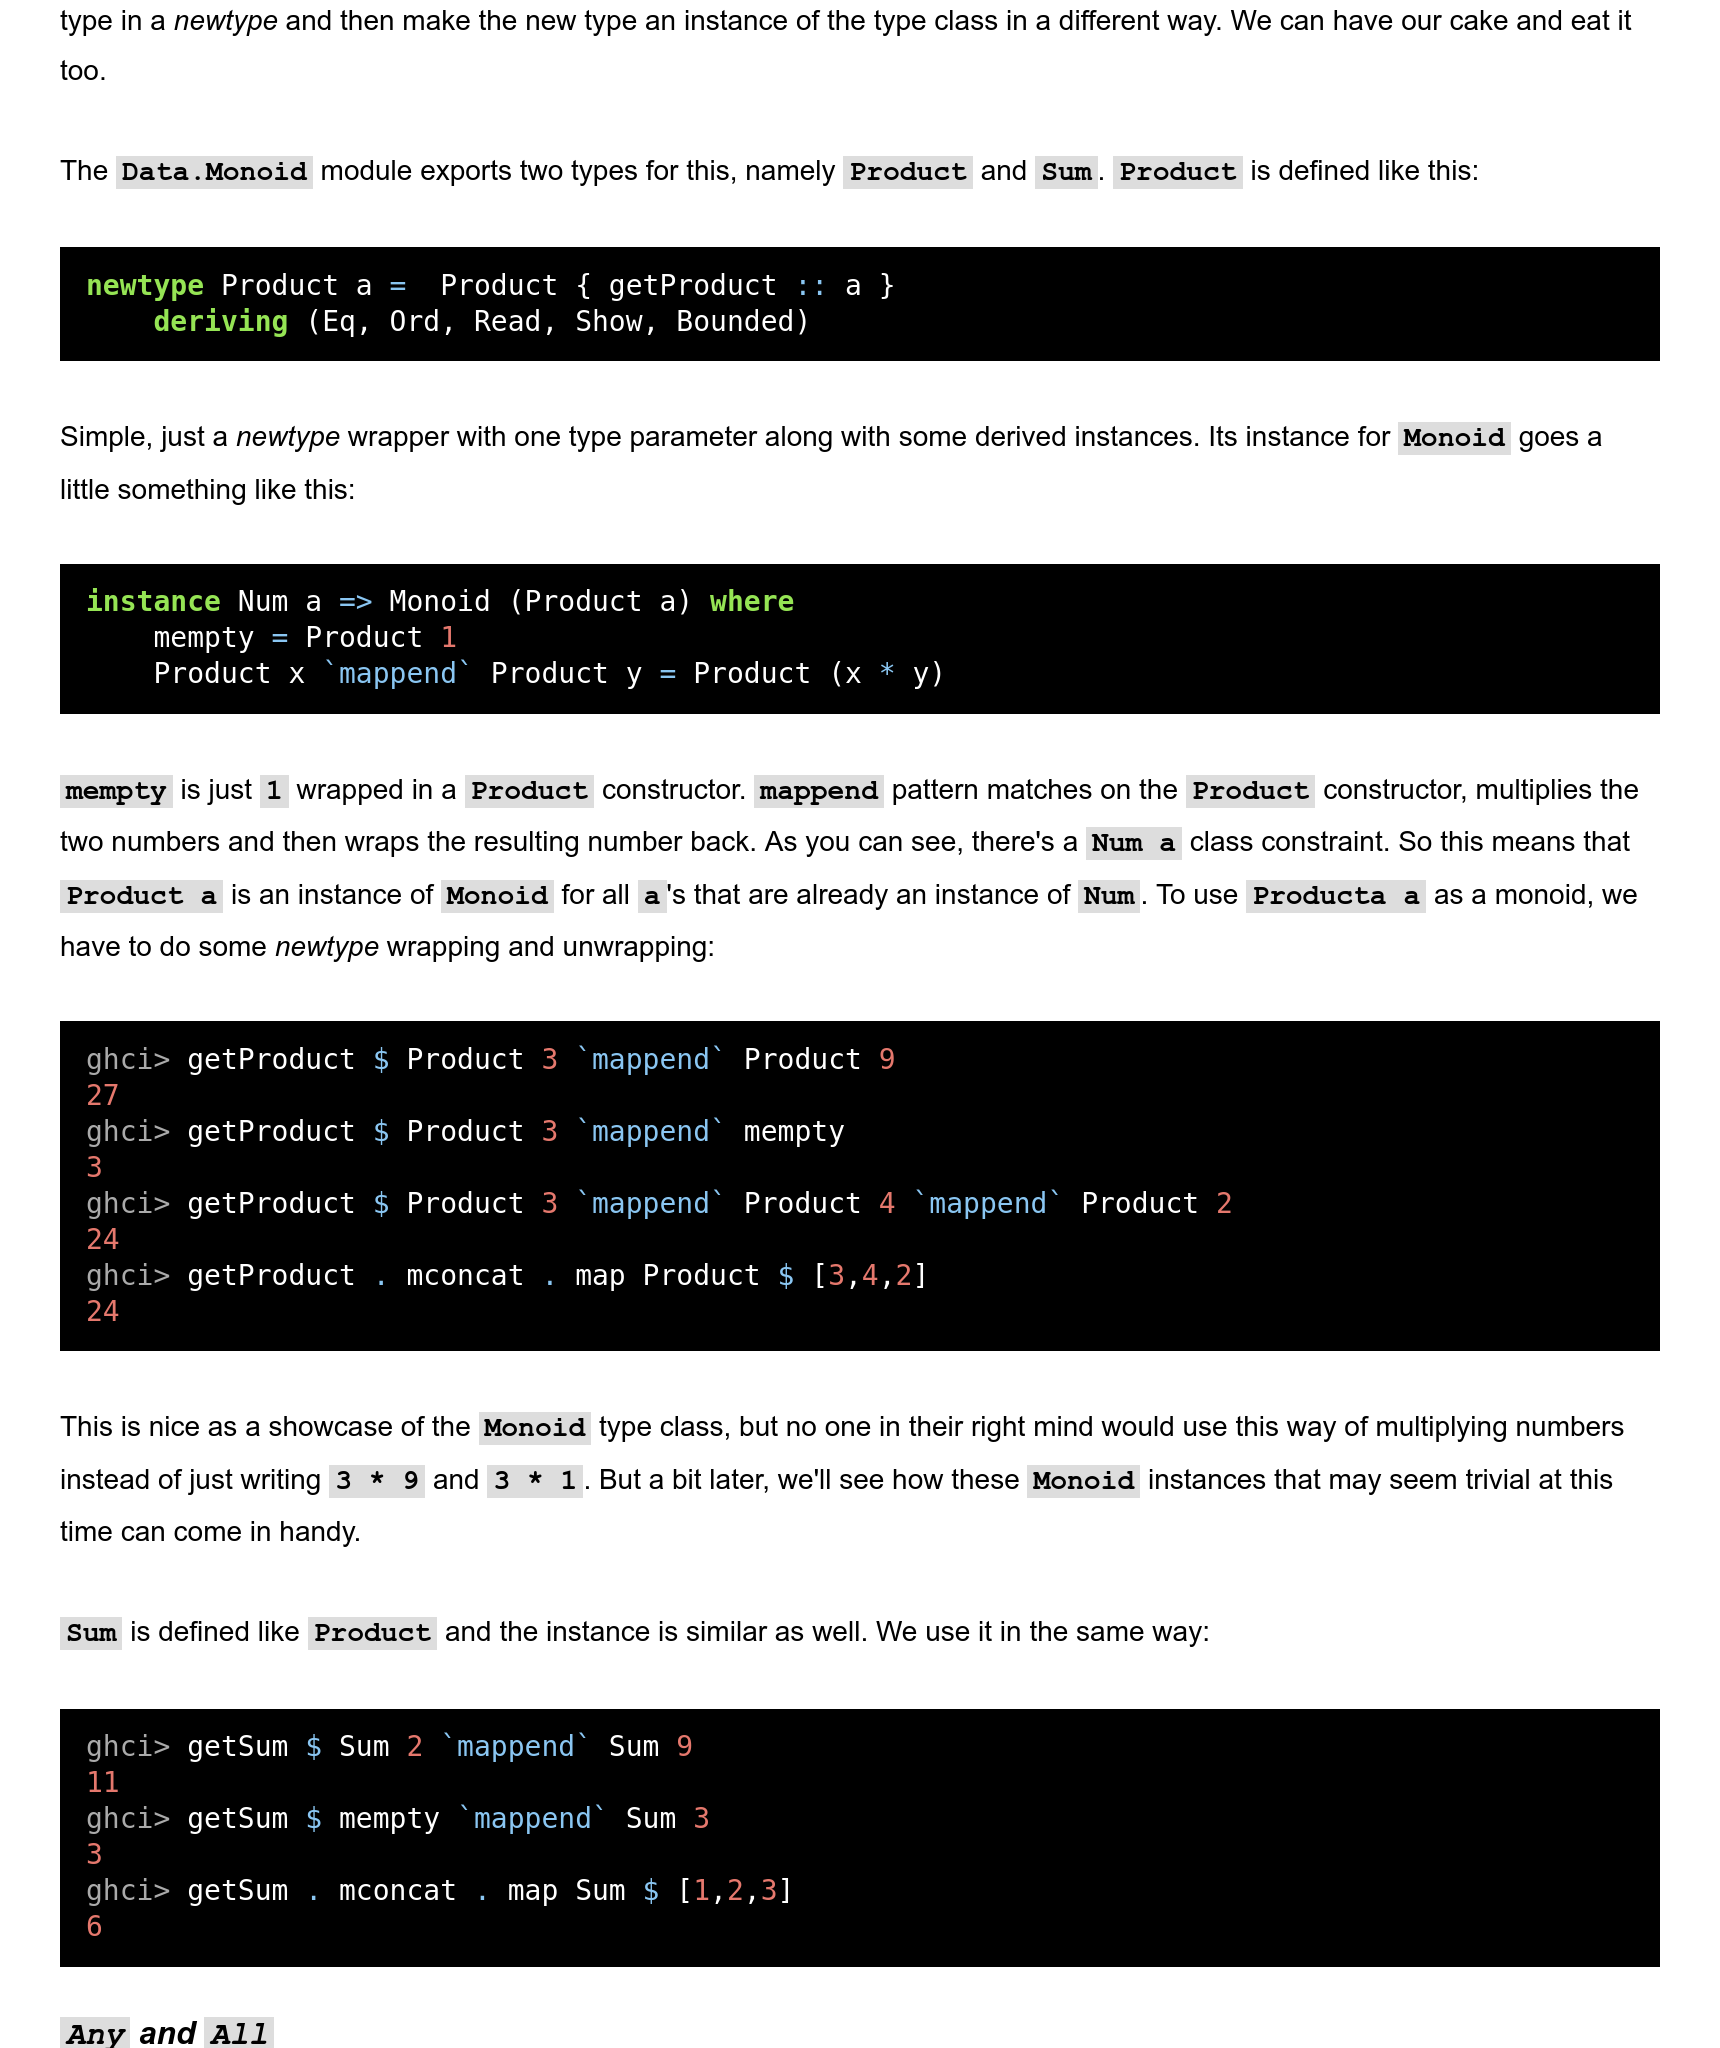 type in a newtype and then make the new type an instance of the type class in a different way. We can have our cake and eat it
too.
The Data.Monoid module exports two types for this, namely Product and Sum. Product is defined like this:
newtype Product a =  Product { getProduct :: a }
    deriving (Eq, Ord, Read, Show, Bounded)
Simple, just a newtype wrapper with one type parameter along with some derived instances. Its instance for Monoid goes a
little something like this:
instance Num a => Monoid (Product a) where
    mempty = Product 1
    Product x `mappend` Product y = Product (x * y)
mempty is just 1 wrapped in a Product constructor. mappend pattern matches on the Product constructor, multiplies the
two numbers and then wraps the resulting number back. As you can see, there's a Num a class constraint. So this means that
Product a is an instance of Monoid for all a's that are already an instance of Num. To use Producta a as a monoid, we
have to do some newtype wrapping and unwrapping:
ghci> getProduct $ Product 3 `mappend` Product 9
27
ghci> getProduct $ Product 3 `mappend` mempty
3
ghci> getProduct $ Product 3 `mappend` Product 4 `mappend` Product 2
24
ghci> getProduct . mconcat . map Product $ [3,4,2]
24
This is nice as a showcase of the Monoid type class, but no one in their right mind would use this way of multiplying numbers
instead of just writing 3 * 9 and 3 * 1. But a bit later, we'll see how these Monoid instances that may seem trivial at this
time can come in handy.
Sum is defined like Product and the instance is similar as well. We use it in the same way:
ghci> getSum $ Sum 2 `mappend` Sum 9
11
ghci> getSum $ mempty `mappend` Sum 3
3
ghci> getSum . mconcat . map Sum $ [1,2,3]
6
Any and All